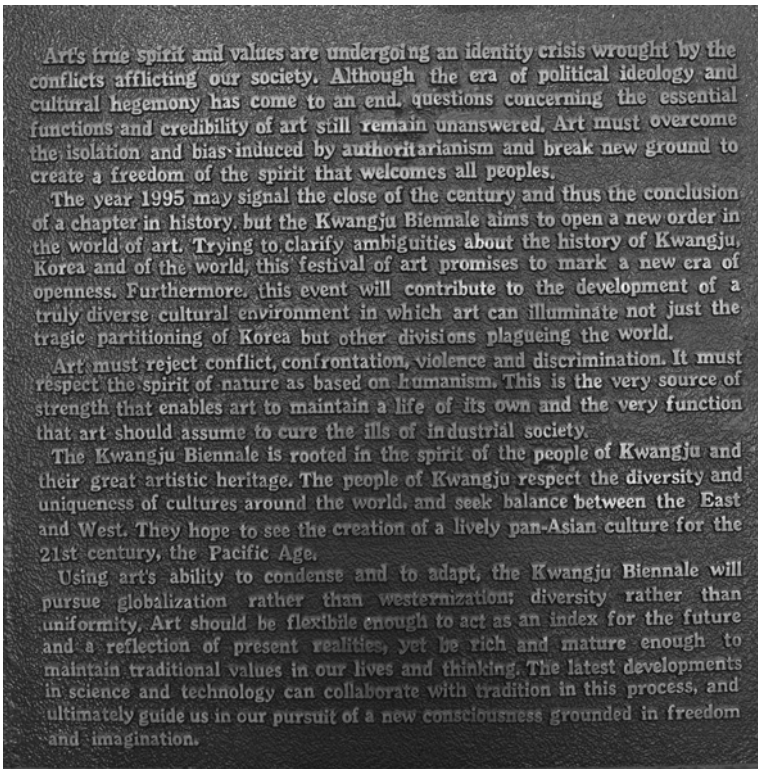 Art's true spirit and values are undergoing an identity crisis wrought by the
conflicts afflicting our society. Although the era of political ideology and
cultural hegemony has come to an end, questions concerning the essential
functions and credibility of art still remain unanswered. Art must overcome
the isolation and bias induced by authoritarianism and break new ground to
create a freedom of the spirit that welcomes all peoples.
The year 1995 may signal the close of the century and thus the conclusion
of a chapter in history, but the Kwangju Biennale aims to open a new order in
the world of art. Trying to clarify ambiguities about the history of Kwangju,
Korea and of the world, this festival of art promises to mark a new era of
openness. Furthermore, this event will contribute to the development of a
truly diverse cultural environment in which art can illuminate not just the
tragic partitioning of Korea but other divisions plagueing the world.
Art must reject conflict, confrontation, violence and discrimination. It must
respect the spirit of nature as based on humanism. This is the very source of
strength that enables art to maintain a life of its own and the very function
that art should assume to cure the ills of industrial society.
The Kwangju Biennale is rooted in the spirit of the people of Kwangju and
their great artistic heritage. The people of Kwangju respect the diversity and
uniqueness of cultures around the world, and seek balance between the East
and West. They hope to see the creation of a lively pan-Asian culture for the
21st century, the Pacific Age.
Using art's ability to condense and to adapt, the Kwangju Biennale will
pursue globalization rather than westernization; diversity rather than
uniformity. Art should be flexibile enough to act as an index for the future
and a reflection of present realities, yet be rich and mature enough to
maintain traditional values in our lives and thinking. The latest developments
in science and technology can collaborate with tradition in this process, and
ultimately guide us in our pursuit of a new consciousness grounded in freedom
and imagination.